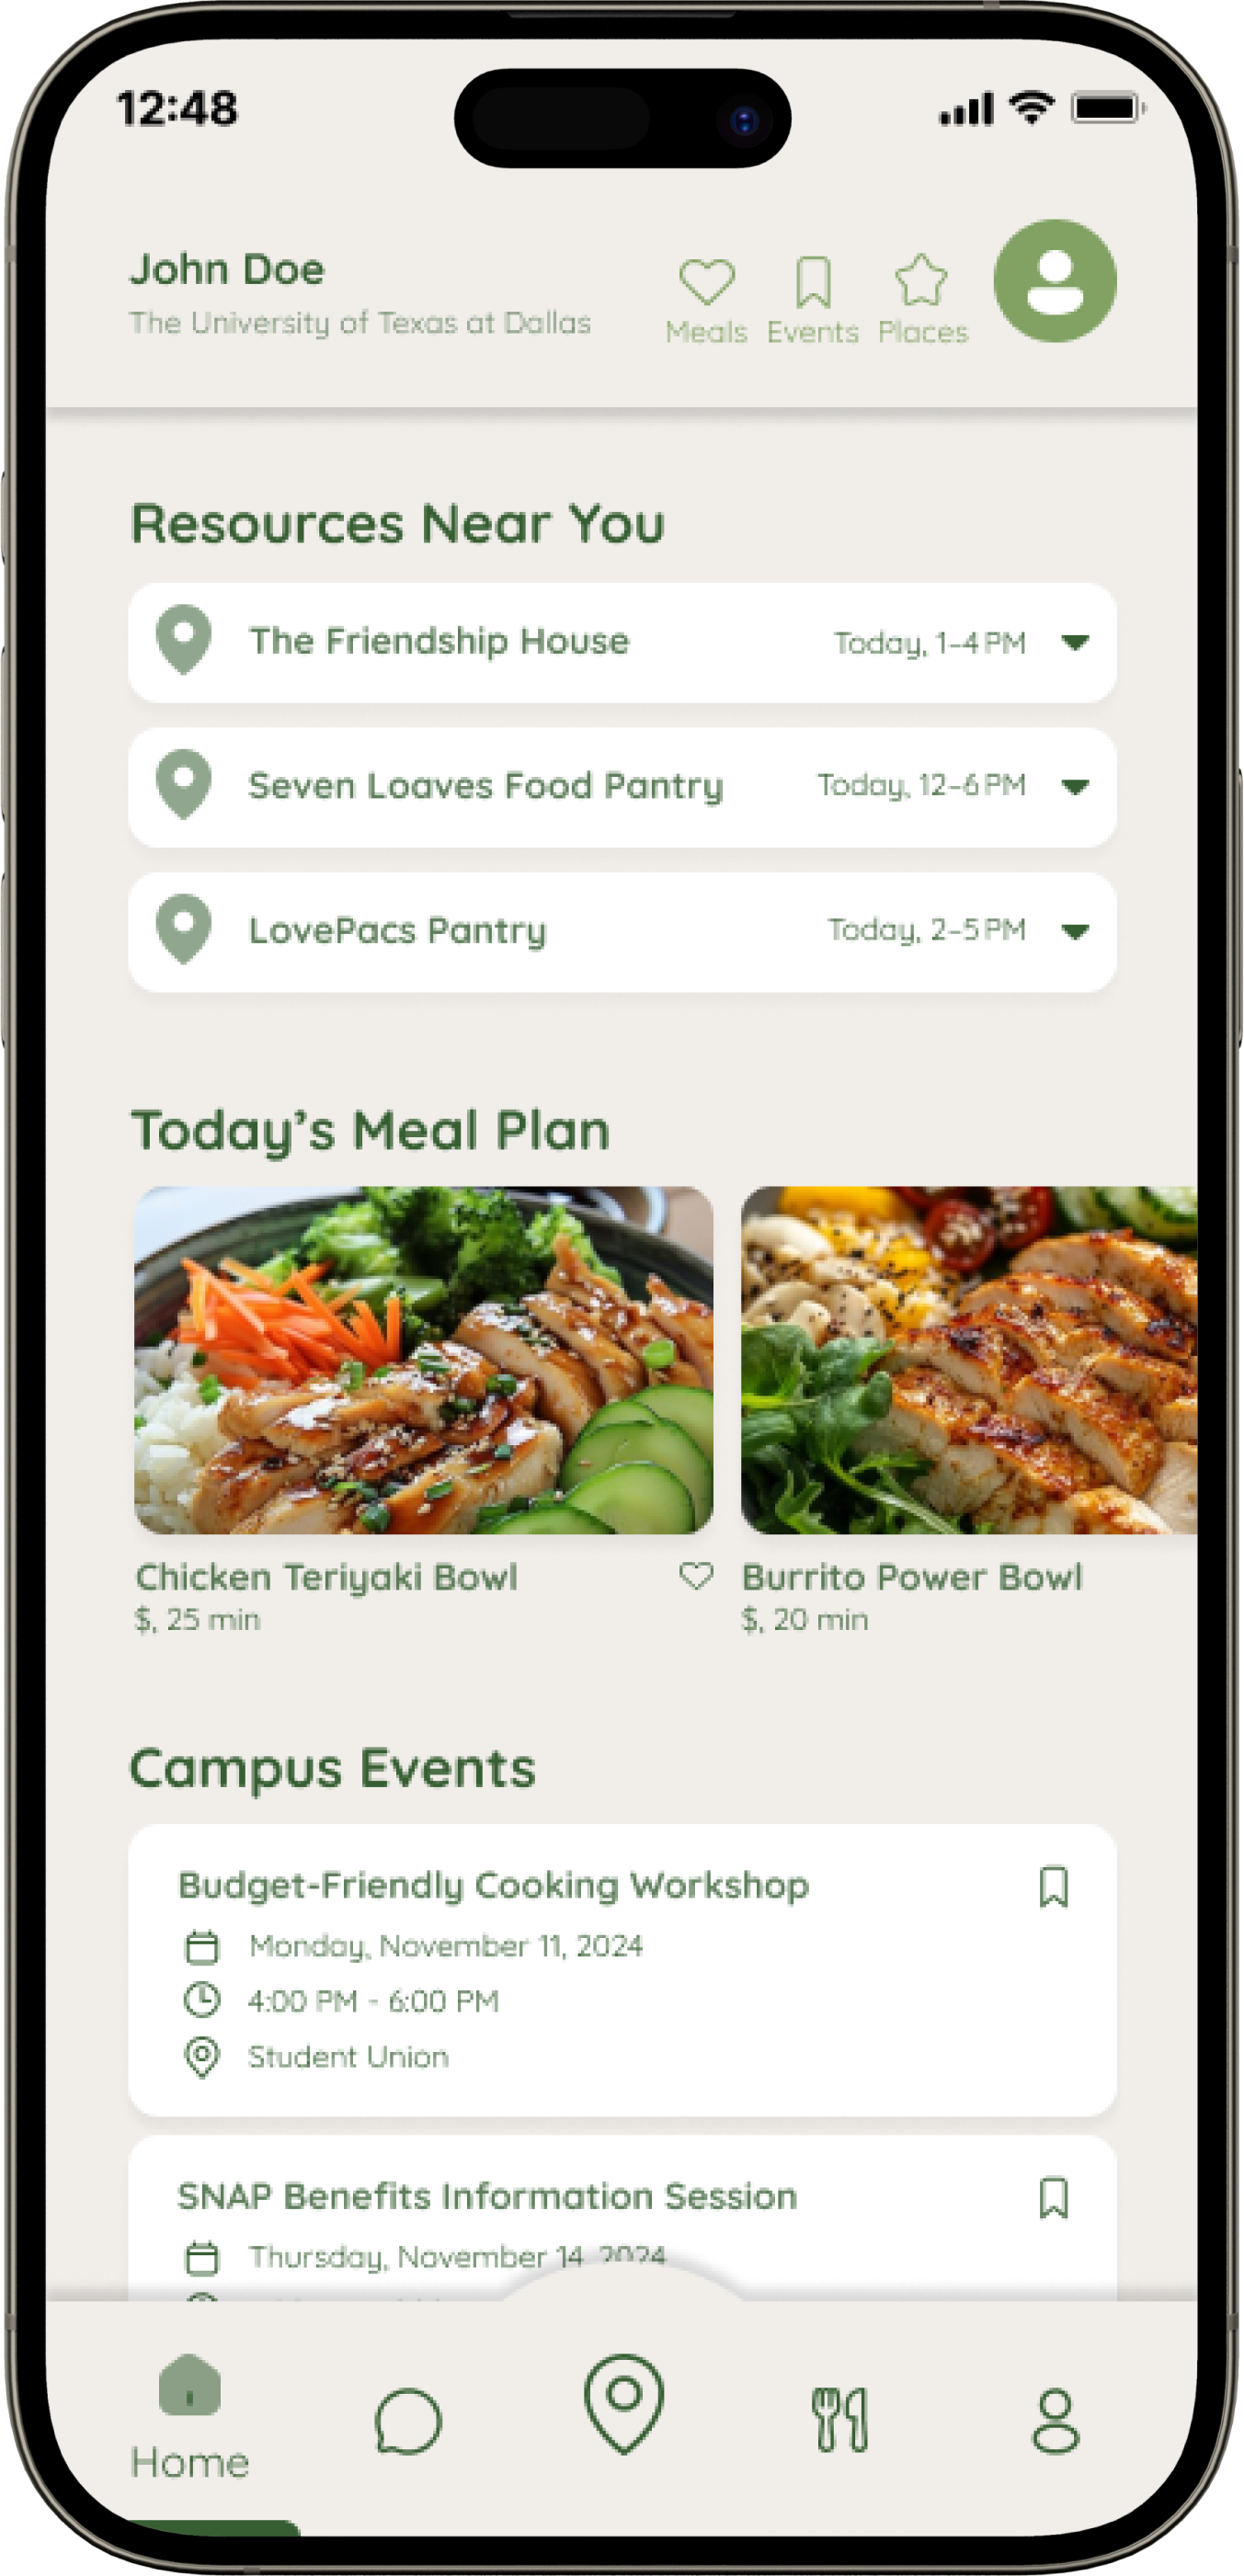 12:48
John Doe
The University of Texas at Dallas
Meals Events Places
Resources Near You
The Friendship House Today, 1–4 PM
Seven Loaves Food Pantry Today, 12–6 PM
LovePacs Pantry Today, 2–5 PM
Today’s Meal Plan
Chicken Teriyaki Bowl
$, 25 min
Burrito Power Bowl
$, 20 min
Campus Events
Budget-Friendly Cooking Workshop
Monday, November 11, 2024
4:00 PM - 6:00 PM
Student Union
SNAP Benefits Information Session
Thursday, November 14, 2024
Home